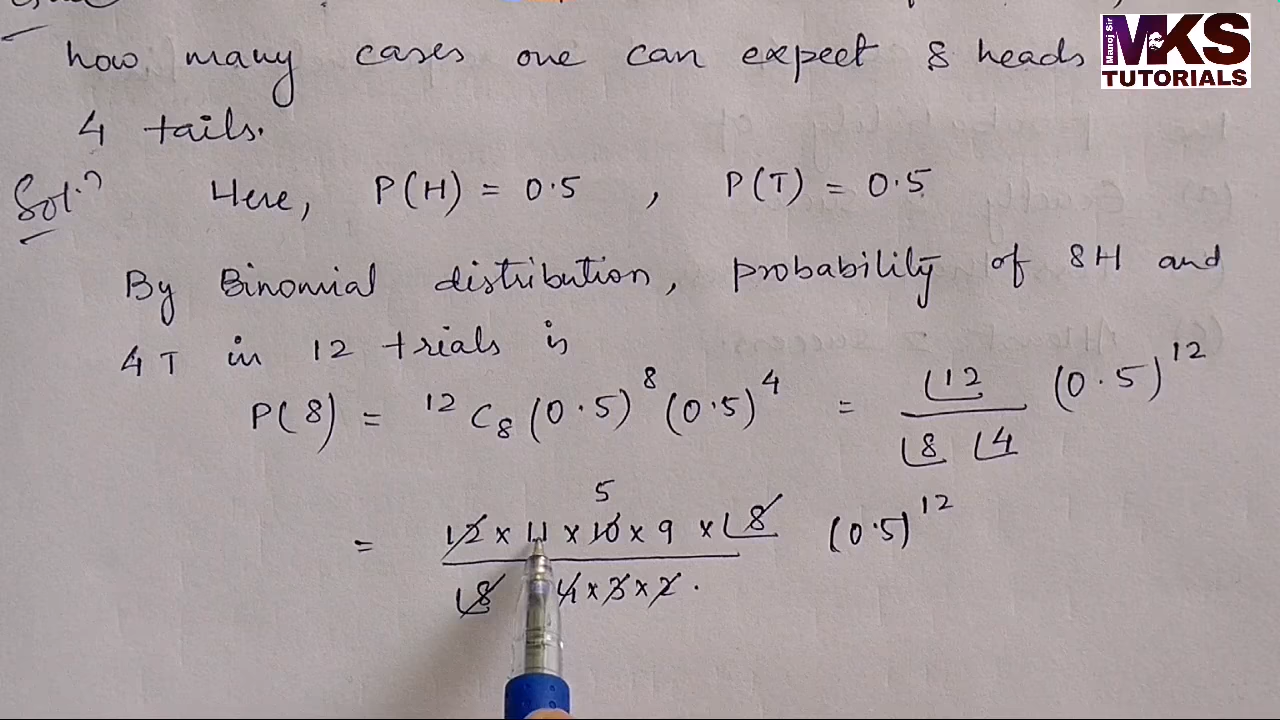 Manoj Sir
MKS
TUTORIALS
how many cases one can expect 8 heads
4 tails.
Sol.ⁿ Here, P(H) = 0.5 , P(T) = 0.5
By Binomial distribution, probability of 8H and
4T in 12 trials is
P(8) = ¹²C₈ (0.5)⁸ (0.5)⁴ = |12 / |8 |4 (0.5)¹²
5
= 12 × 11 × 10 × 9 × |8 / |8 4 × 3 × 2 . (0.5)¹²